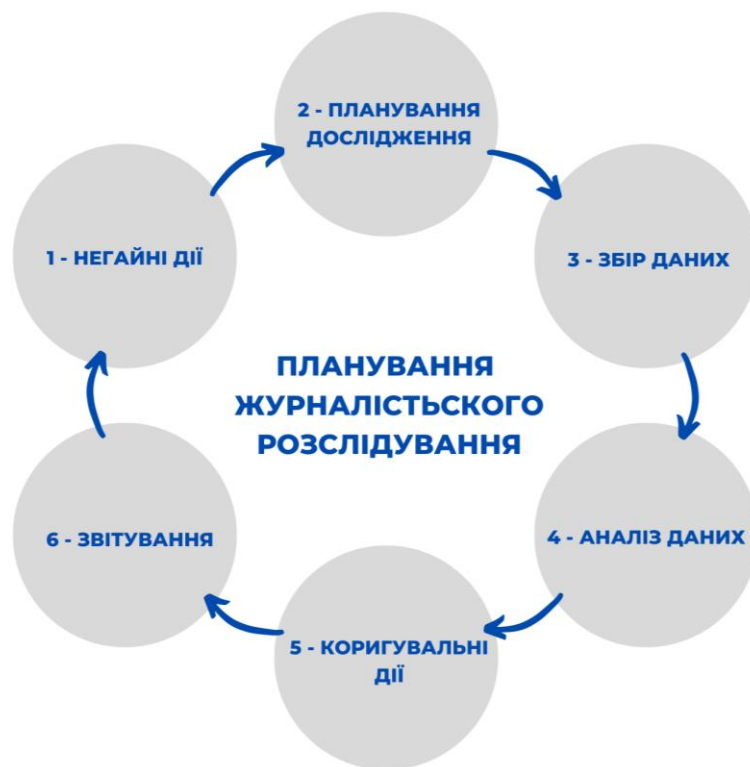 2 - ПЛАНУВАННЯ
ДОСЛІДЖЕННЯ
1 - НЕГАЙНІ ДІЇ
3 - ЗБІР ДАНИХ
ПЛАНУВАННЯ
ЖУРНАЛІСТЬСКОГО
РОЗСЛІДУВАННЯ
6 - ЗВІТУВАННЯ
4 - АНАЛІЗ ДАНИХ
5 - КОРИГУВАЛЬНІ
ДІЇ